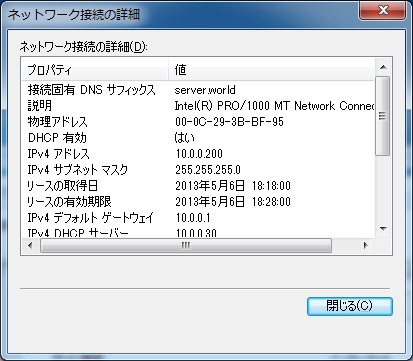 ネットワーク接続の詳細
ネットワーク接続の詳細(D):
プロパティ 値
接続固有 DNS サフィックス server.world
説明 Intel(R) PRO/1000 MT Network Connec
物理アドレス 00-0C-29-3B-BF-95
DHCP 有効 はい
IPv4 アドレス 10.0.0.200
IPv4 サブネット マスク 255.255.255.0
リースの取得日 2013年5月6日 18:18:00
リースの有効期限 2013年5月6日 18:28:00
IPv4 デフォルト ゲートウェイ 10.0.0.1
IPv4 DHCP サーバー 10.0.0.30
閉じる(C)